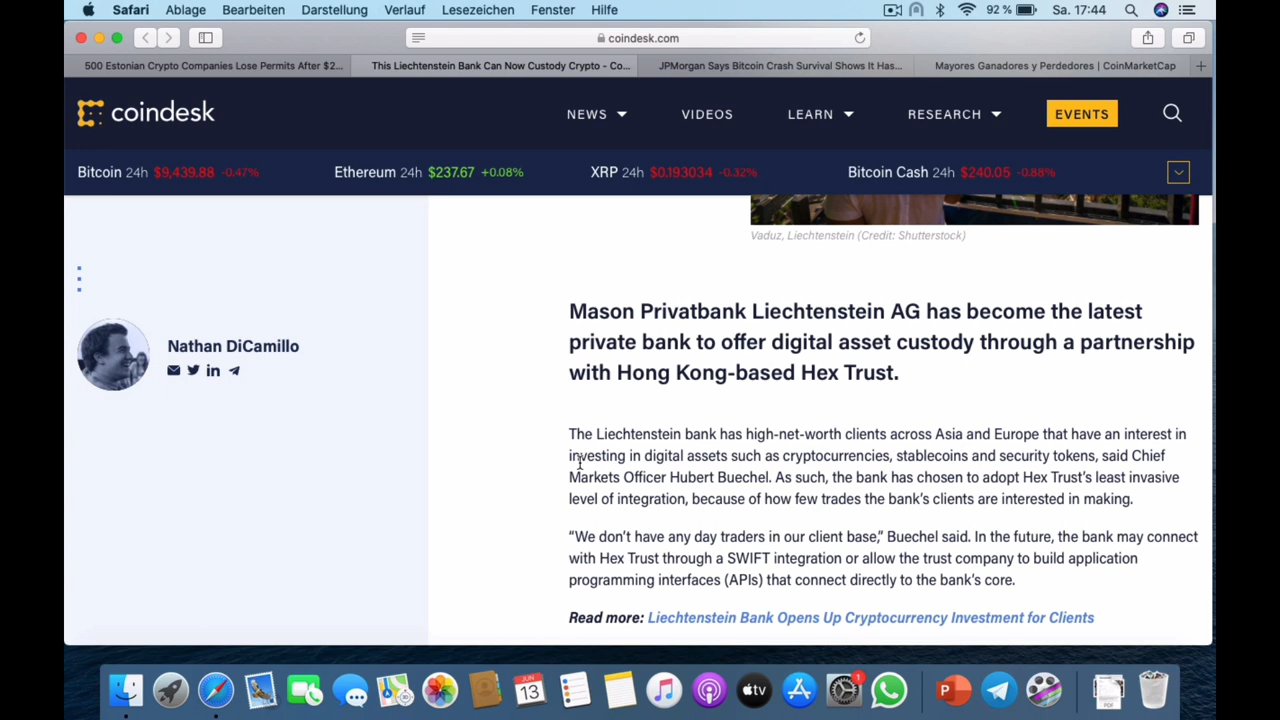 Safari Ablage Bearbeiten Darstellung Verlauf Lesezeichen Fenster Hilfe 92 % Sa. 17:44
coindesk.com
500 Estonian Crypto Companies Lose Permits After $2... This Liechtenstein Bank Can Now Custody Crypto - Co... JPMorgan Says Bitcoin Crash Survival Shows It Has... Mayores Ganadores y Perdedores | CoinMarketCap
coindesk NEWS VIDEOS LEARN RESEARCH EVENTS
Bitcoin 24h $9,439.88 -0.47% Ethereum 24h $237.67 +0.08% XRP 24h $0.193034 -0.32% Bitcoin Cash 24h $240.05 -0.88%
Vaduz, Liechtenstein (Credit: Shutterstock)
Nathan DiCamillo
Mason Privatbank Liechtenstein AG has become the latest
private bank to offer digital asset custody through a partnership
with Hong Kong-based Hex Trust.
The Liechtenstein bank has high-net-worth clients across Asia and Europe that have an interest in
investing in digital assets such as cryptocurrencies, stablecoins and security tokens, said Chief
Markets Officer Hubert Buechel. As such, the bank has chosen to adopt Hex Trust’s least invasive
level of integration, because of how few trades the bank’s clients are interested in making.
“We don’t have any day traders in our client base,” Buechel said. In the future, the bank may connect
with Hex Trust through a SWIFT integration or allow the trust company to build application
programming interfaces (APIs) that connect directly to the bank’s core.
Read more: Liechtenstein Bank Opens Up Cryptocurrency Investment for Clients
JUN
13
tv
1
P
PDF